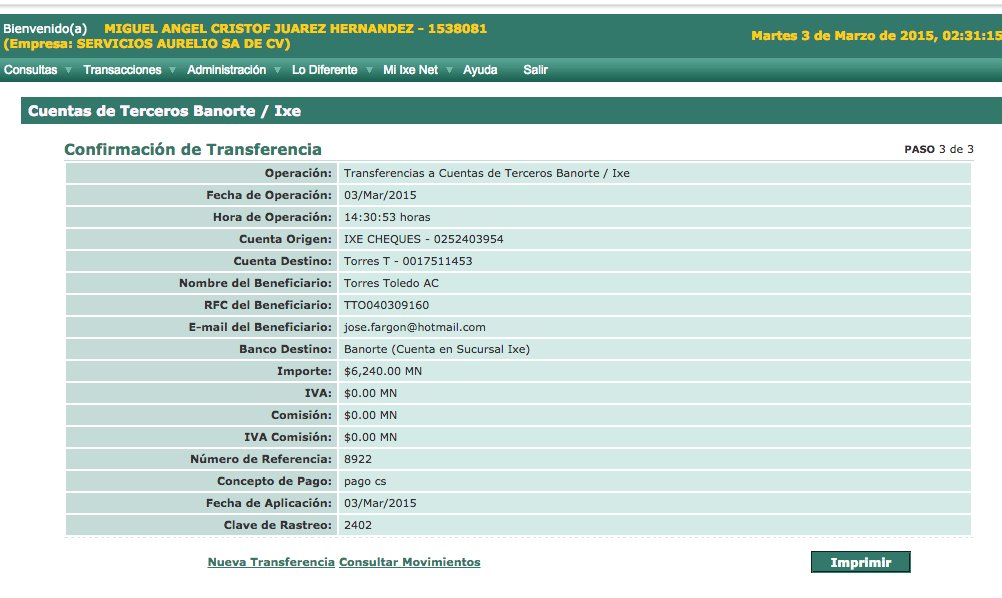 Bienvenido(a) MIGUEL ANGEL CRISTOF JUAREZ HERNANDEZ - 1538081
(Empresa: SERVICIOS AURELIO SA DE CV)
Martes 3 de Marzo de 2015, 02:31:15
Consultas Transacciones Administración Lo Diferente Mi Ixe Net Ayuda Salir
Cuentas de Terceros Banorte / Ixe
Confirmación de Transferencia PASO 3 de 3
Operación: Transferencias a Cuentas de Terceros Banorte / Ixe
Fecha de Operación: 03/Mar/2015
Hora de Operación: 14:30:53 horas
Cuenta Origen: IXE CHEQUES - 0252403954
Cuenta Destino: Torres T - 0017511453
Nombre del Beneficiario: Torres Toledo AC
RFC del Beneficiario: TTO040309160
E-mail del Beneficiario: jose.fargon@hotmail.com
Banco Destino: Banorte (Cuenta en Sucursal Ixe)
Importe: $6,240.00 MN
IVA: $0.00 MN
Comisión: $0.00 MN
IVA Comisión: $0.00 MN
Número de Referencia: 8922
Concepto de Pago: pago cs
Fecha de Aplicación: 03/Mar/2015
Clave de Rastreo: 2402
Nueva Transferencia Consultar Movimientos Imprimir